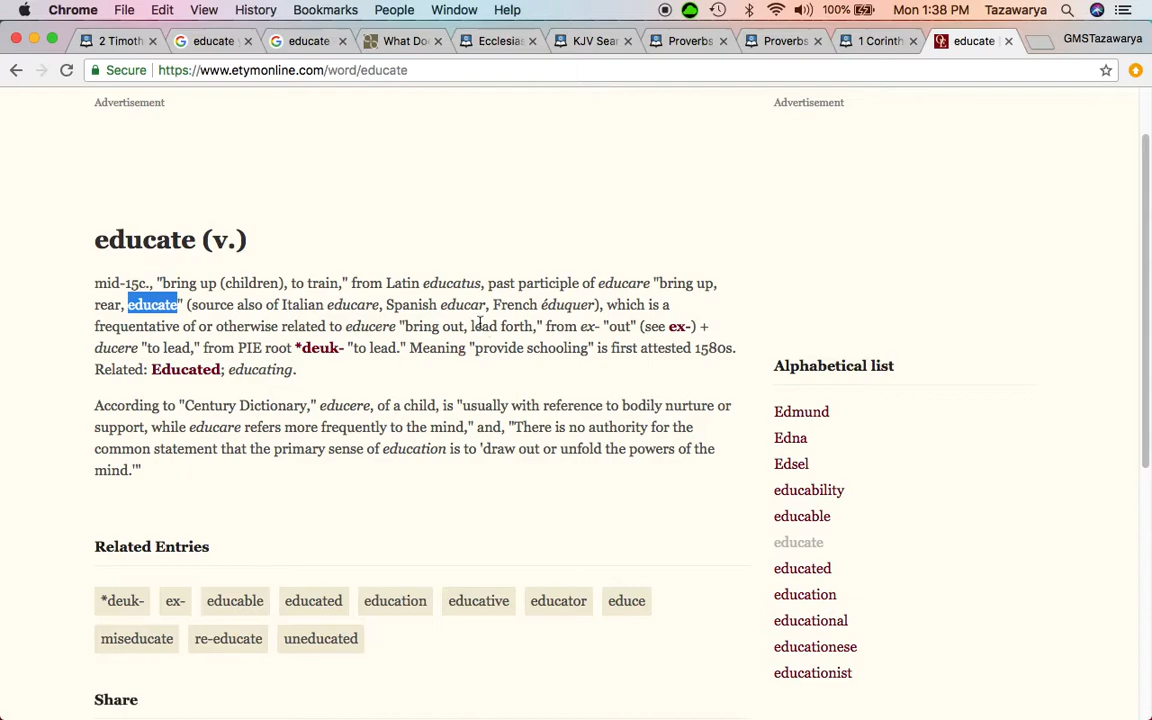 Chrome File Edit View History Bookmarks People Window Help 100% Mon 1:38 PM Tazawarya
2 Timoth educate educate What Do Ecclesias KJV Sear Proverbs Proverbs 1 Corinth educate GMSTazawarya
Secure https://www.etymonline.com/word/educate
Advertisement Advertisement
educate (v.)
mid-15c., "bring up (children), to train," from Latin educatus, past participle of educare "bring up,
rear, educate" (source also of Italian educare, Spanish educar, French éduquer), which is a
frequentative of or otherwise related to educere "bring out, lead forth," from ex- "out" (see ex-) +
ducere "to lead," from PIE root *deuk- "to lead." Meaning "provide schooling" is first attested 1580s.
Related: Educated; educating.
According to "Century Dictionary," educere, of a child, is "usually with reference to bodily nurture or
support, while educare refers more frequently to the mind," and, "There is no authority for the
common statement that the primary sense of education is to 'draw out or unfold the powers of the
mind.'"
Related Entries
*deuk- ex- educable educated education educative educator educe
miseducate re-educate uneducated
Share
Alphabetical list
Edmund
Edna
Edsel
educability
educable
educate
educated
education
educational
educationese
educationist